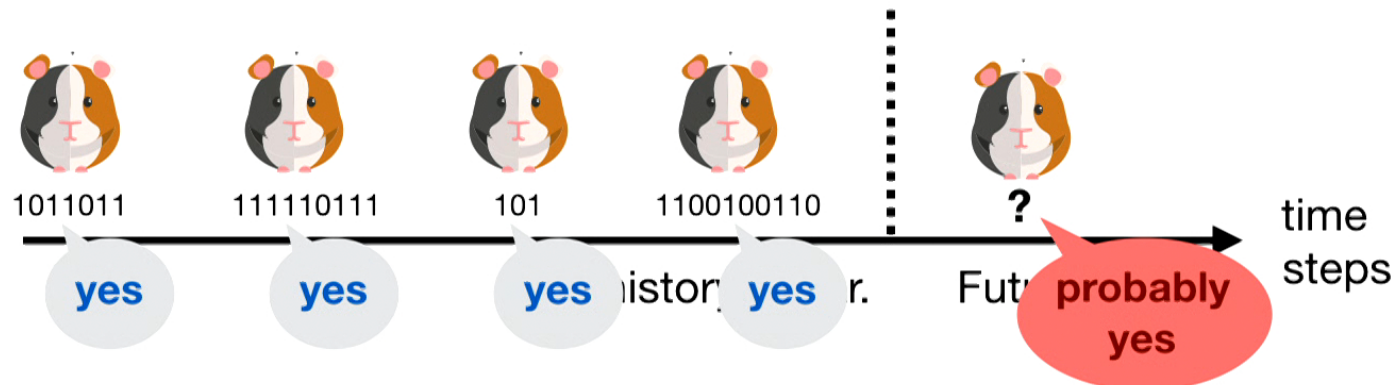 1011011 111110111 101 1100100110 ?
time
steps
yes yes yes yes
probably
yes